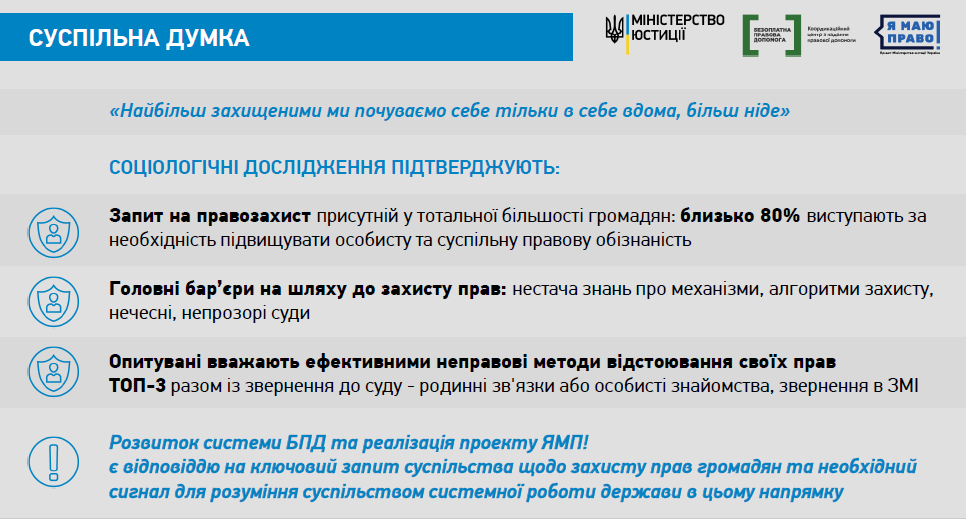 СУСПІЛЬНА ДУМКА
МІНІСТЕРСТВО
ЮСТИЦІЇ
БЕЗОПЛАТНА
ПРАВОВА
ДОПОМОГА
Координаційний
центр з надання
правової допомоги
Я МАЮ
ПРАВО!
Проект Міністерства юстиції України
«Найбільш захищеними ми почуваємо себе тільки в себе вдома, більш ніде»
СОЦІОЛОГІЧНІ ДОСЛІДЖЕННЯ ПІДТВЕРДЖУЮТЬ:
Запит на правозахист присутній у тотальної більшості громадян: близько 80% виступають за
необхідність підвищувати особисту та суспільну правову обізнаність
Головні бар’єри на шляху до захисту прав: нестача знань про механізми, алгоритми захисту,
нечесні, непрозорі суди
Опитувані вважають ефективними неправові методи відстоювання своїх прав
ТОП-3 разом із звернення до суду - родинні зв'язки або особисті знайомства, звернення в ЗМІ
Розвиток системи БПД та реалізація проекту ЯМП!
є відповіддю на ключовий запит суспільства щодо захисту прав громадян та необхідний
сигнал для розуміння суспільством системної роботи держави в цьому напрямку